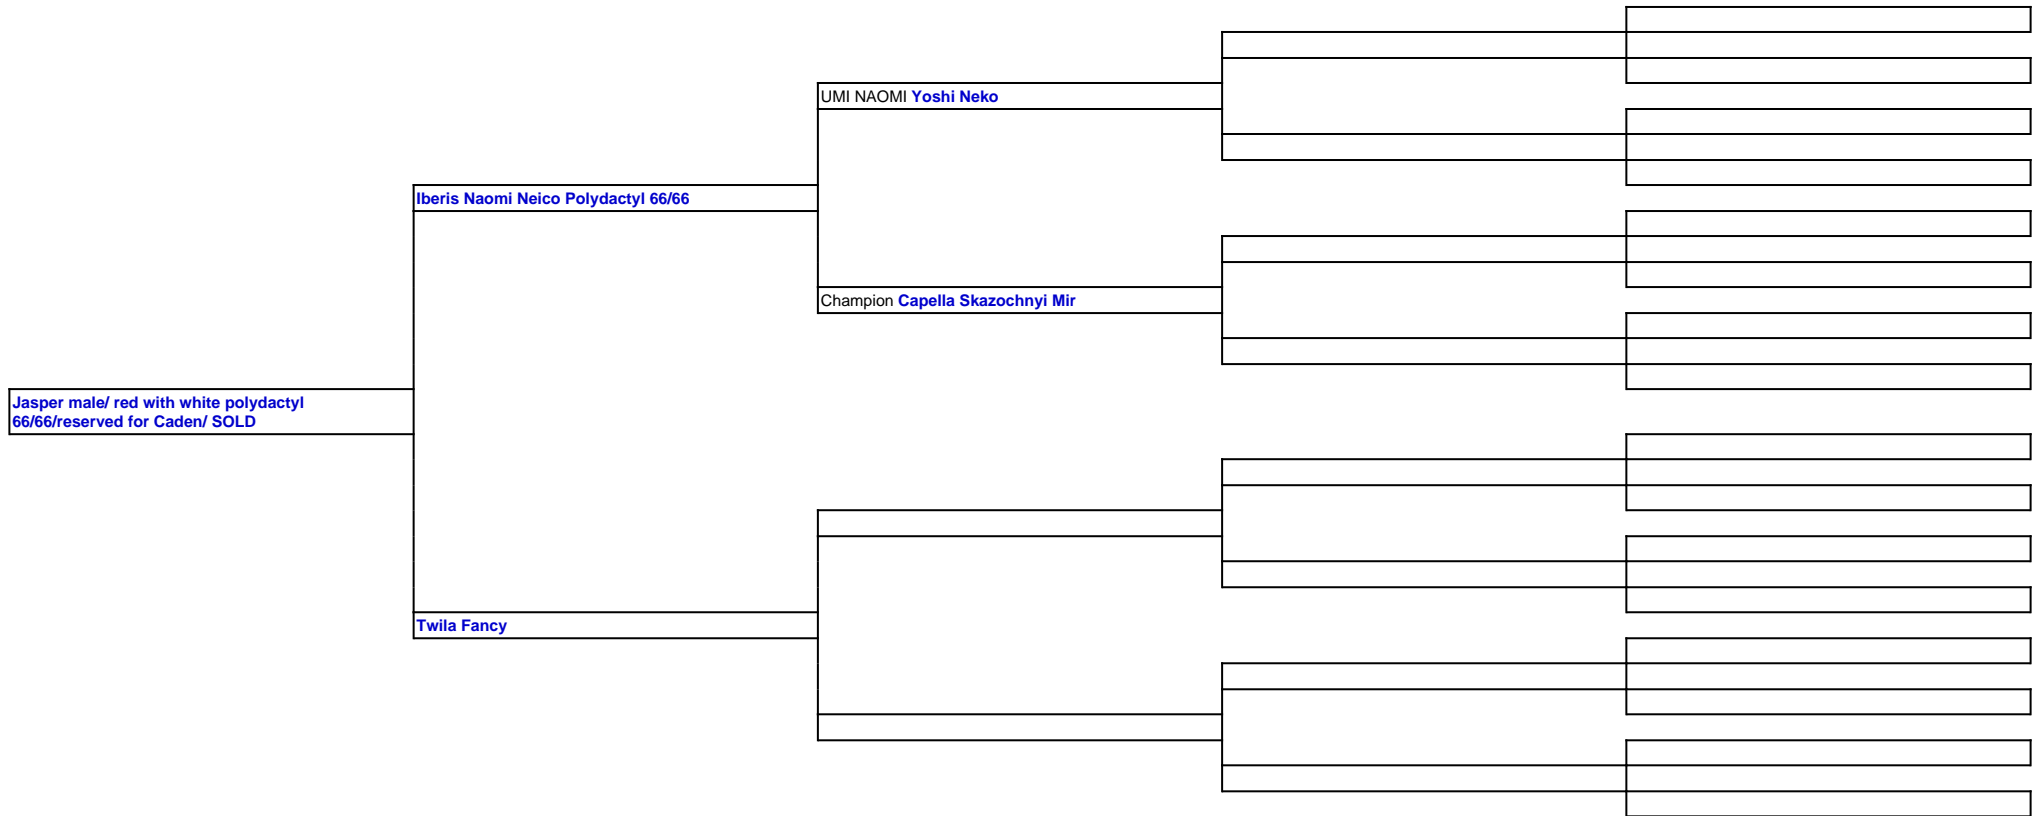 UMI NAOMI Yoshi Neko
Iberis Naomi Neico Polydactyl 66/66
Champion Capella Skazochnyi Mir
Jasper male/ red with white polydactyl
66/66/reserved for Caden/ SOLD
Twila Fancy